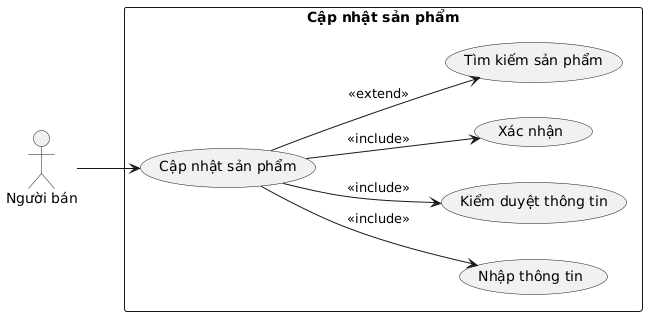 Cập nhật sản phẩm
Tìm kiếm sản phẩm
«extend»
Xác nhận
«include»
Cập nhật sản phẩm
Người bán
«include»
Kiểm duyệt thông tin
«include»
Nhập thông tin